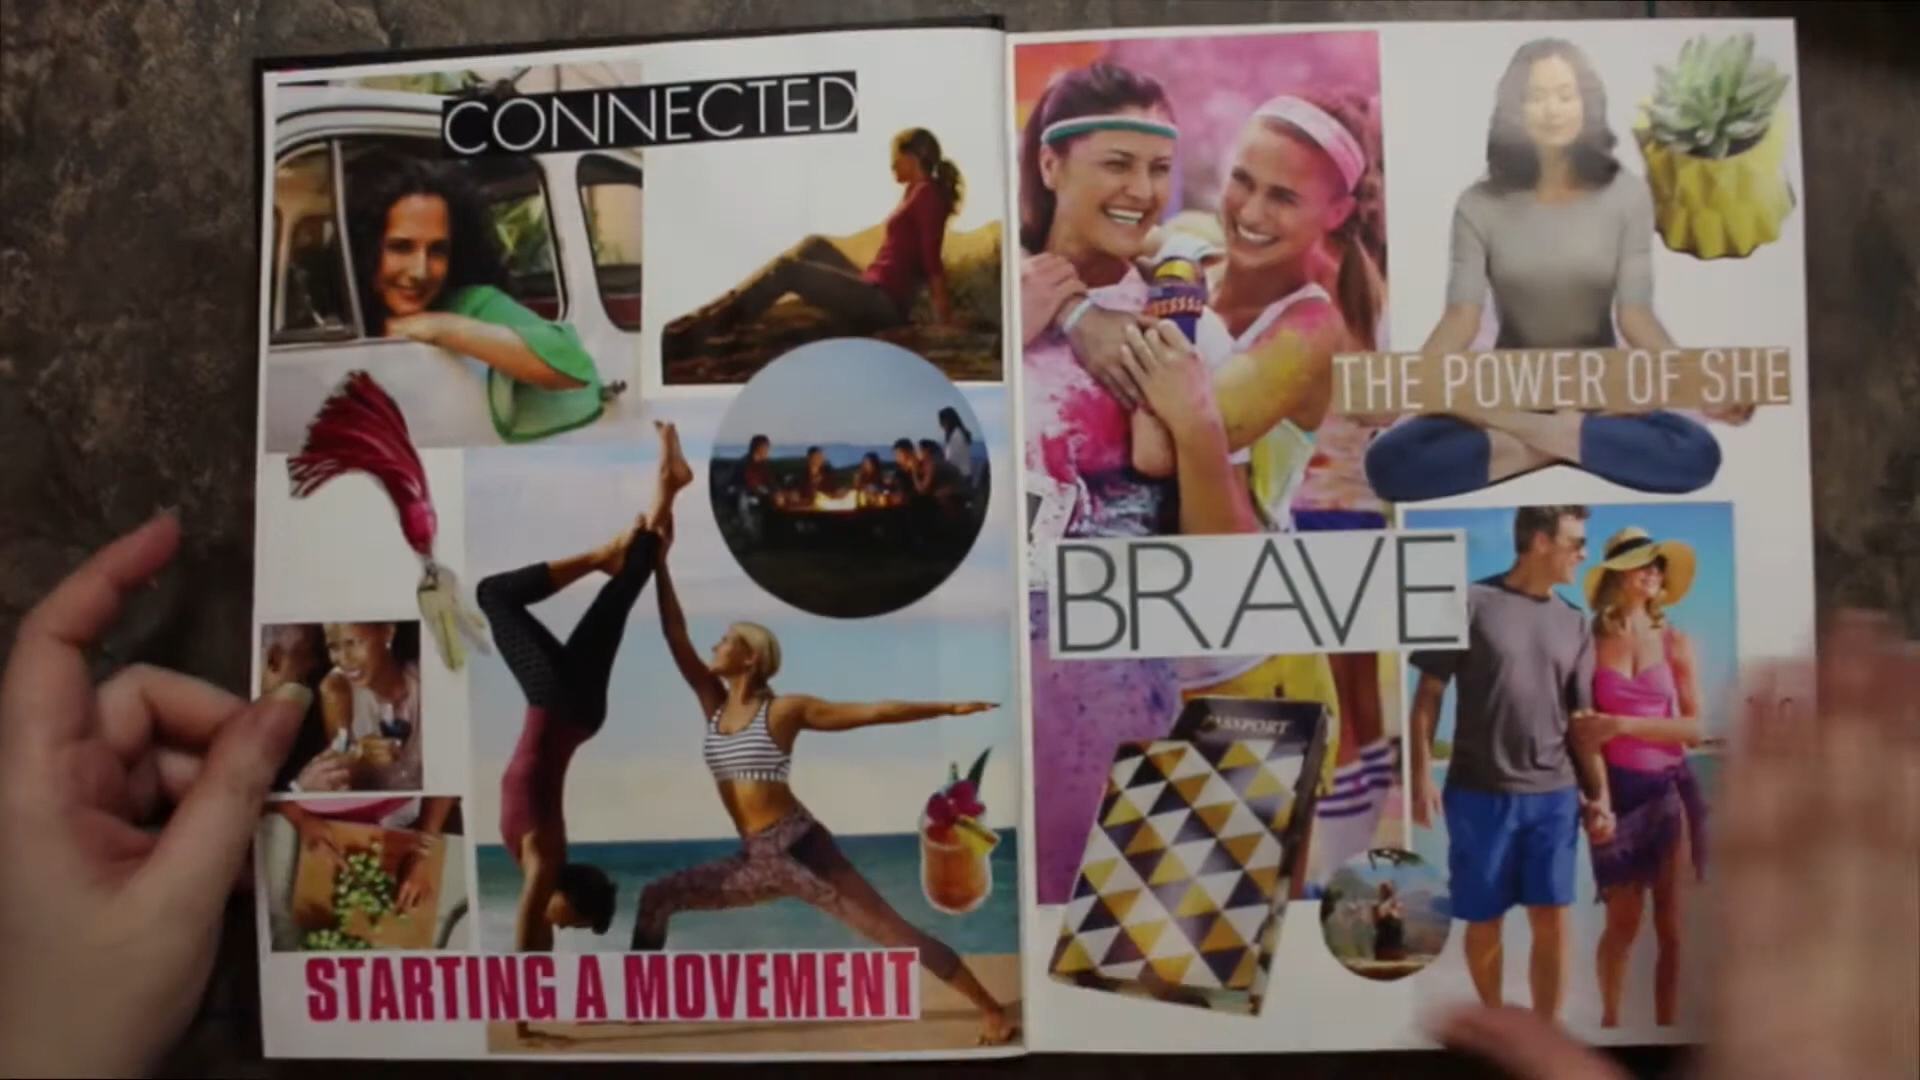 CONNECTED
STARTING A MOVEMENT
THE POWER OF SHE
BRAVE
PASSPORT